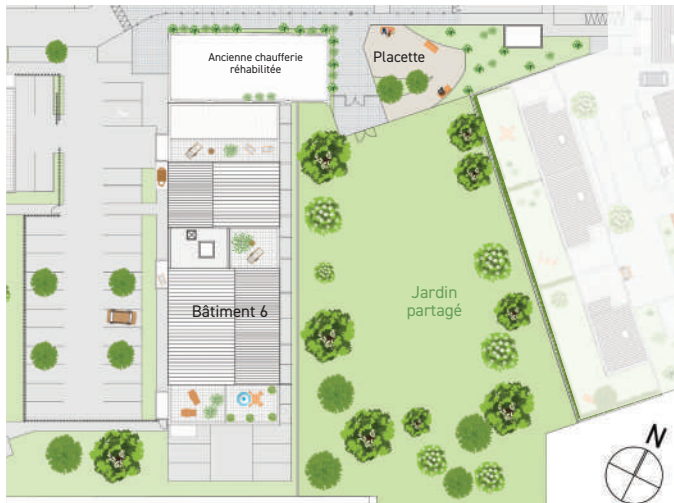 Ancienne chaufferie
réhabilitée
Placette
Bâtiment 6
Jardin
partagé
N